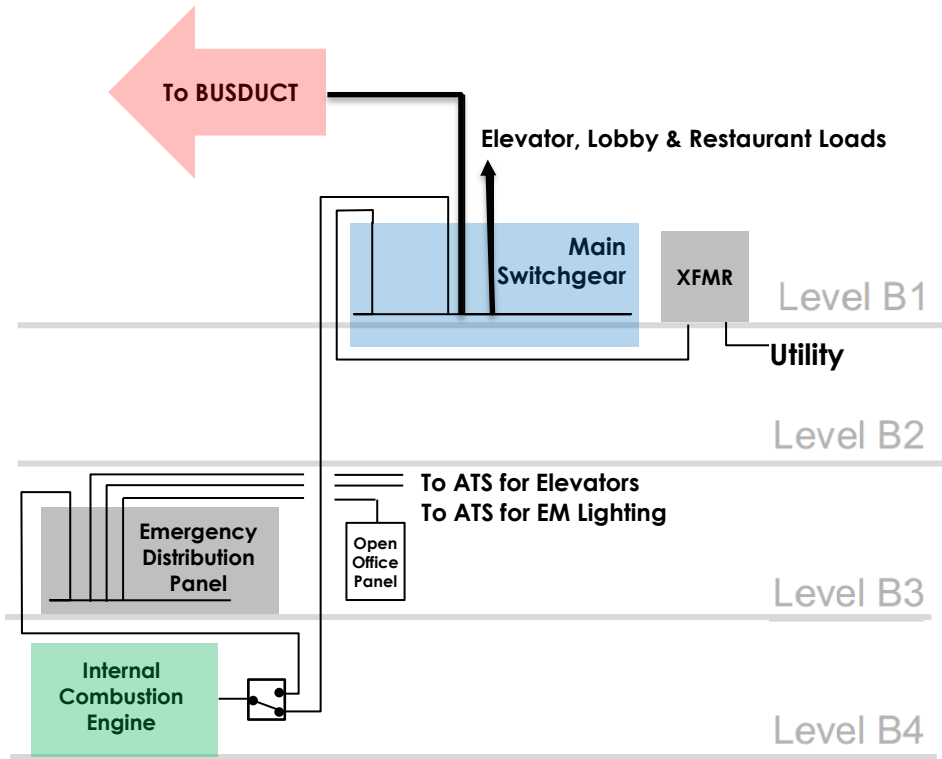 To BUSDUCT
Elevator, Lobby & Restaurant Loads
Main
Switchgear
XFMR
Level B1
Utility
Level B2
To ATS for Elevators
To ATS for EM Lighting
Emergency
Distribution
Panel
Open
Office
Panel
Level B3
Internal
Combustion
Engine
Level B4